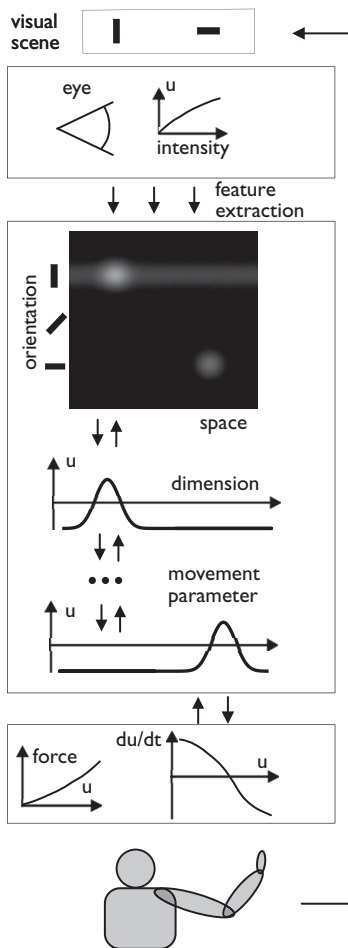 visual
scene
eye
u
intensity
feature
extraction
orientation
space
u
dimension
movement
parameter
u
du/dt
force
u
u